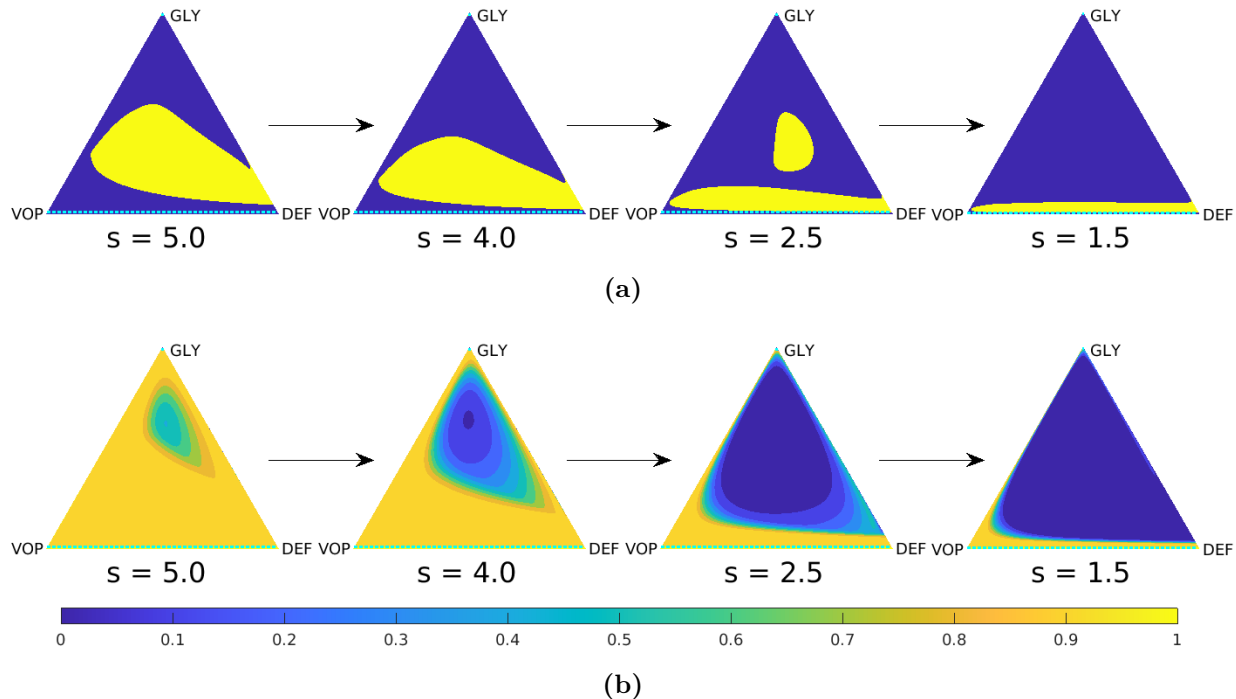 GLY GLY GLY GLY
VOP DEF VOP DEF VOP DEF VOP DEF
s = 5.0 s = 4.0 s = 2.5 s = 1.5
(a)
GLY GLY GLY GLY
VOP DEF VOP DEF VOP DEF VOP DEF
s = 5.0 s = 4.0 s = 2.5 s = 1.5
0 0.1 0.2 0.3 0.4 0.5 0.6 0.7 0.8 0.9 1
(b)